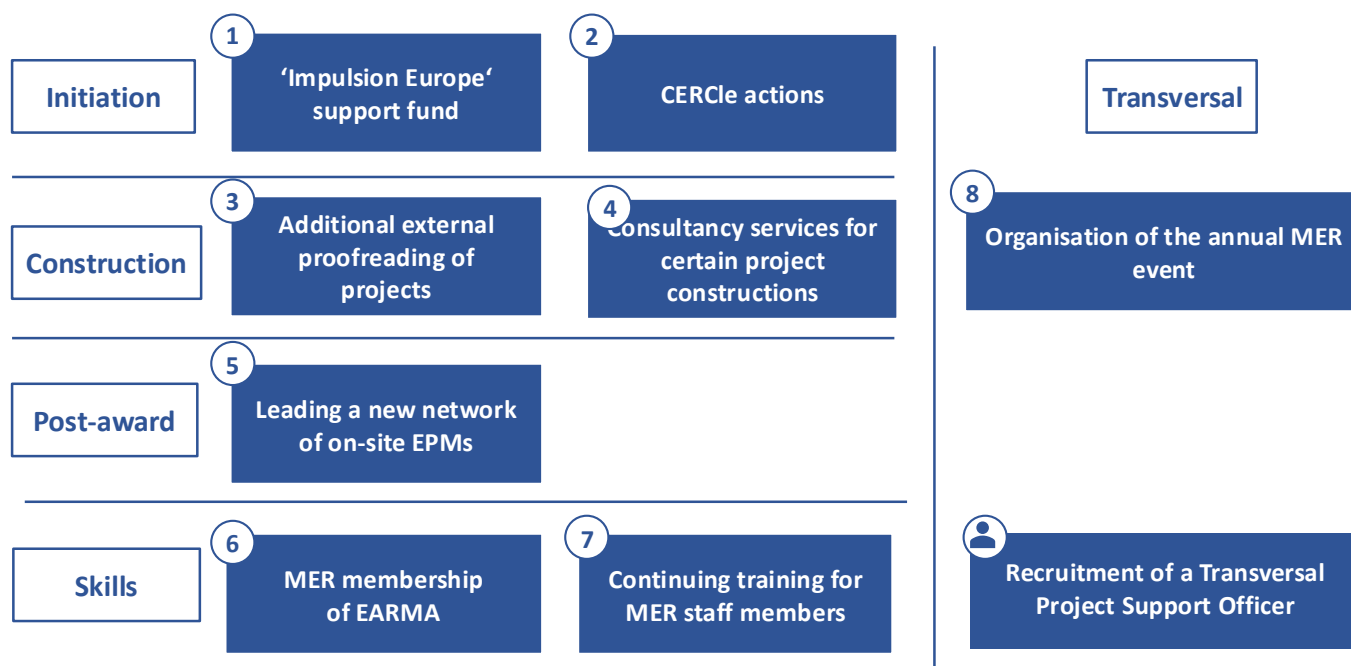 Initiation
1
‘Impulsion Europe‘
support fund
2
CERCle actions
Transversal
Construction
3
Additional external
proofreading of
projects
4
Consultancy services for
certain project
constructions
8
Organisation of the annual MER
event
Post-award
5
Leading a new network
of on-site EPMs
Skills
6
MER membership
of EARMA
7
Continuing training for
MER staff members
Recruitment of a Transversal
Project Support Officer